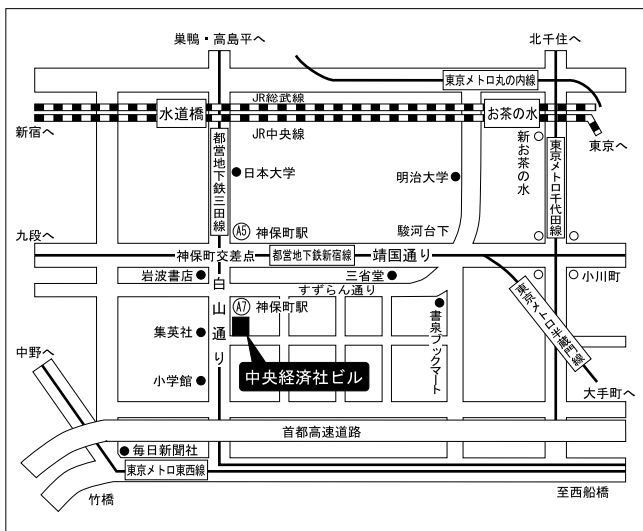 巣鴨・高島平へ
北千住へ
東京メトロ丸の内線
JR総武線
水道橋
お茶の水
新宿へ
JR中央線
東京へ
都営地下鉄三田線
新お茶の水
東京メトロ千代田線
日本大学
明治大学
A5 神保町駅
駿河台下
九段へ
神保町交差点
都営地下鉄新宿線
靖国通り
岩波書店
三省堂
小川町
すずらん通り
白山通り
A7 神保町駅
書泉ブックマート
東京メトロ半蔵門線
集英社
中野へ
中央経済社ビル
小学館
大手町へ
首都高速道路
毎日新聞社
東京メトロ東西線
竹橋
至西船橋